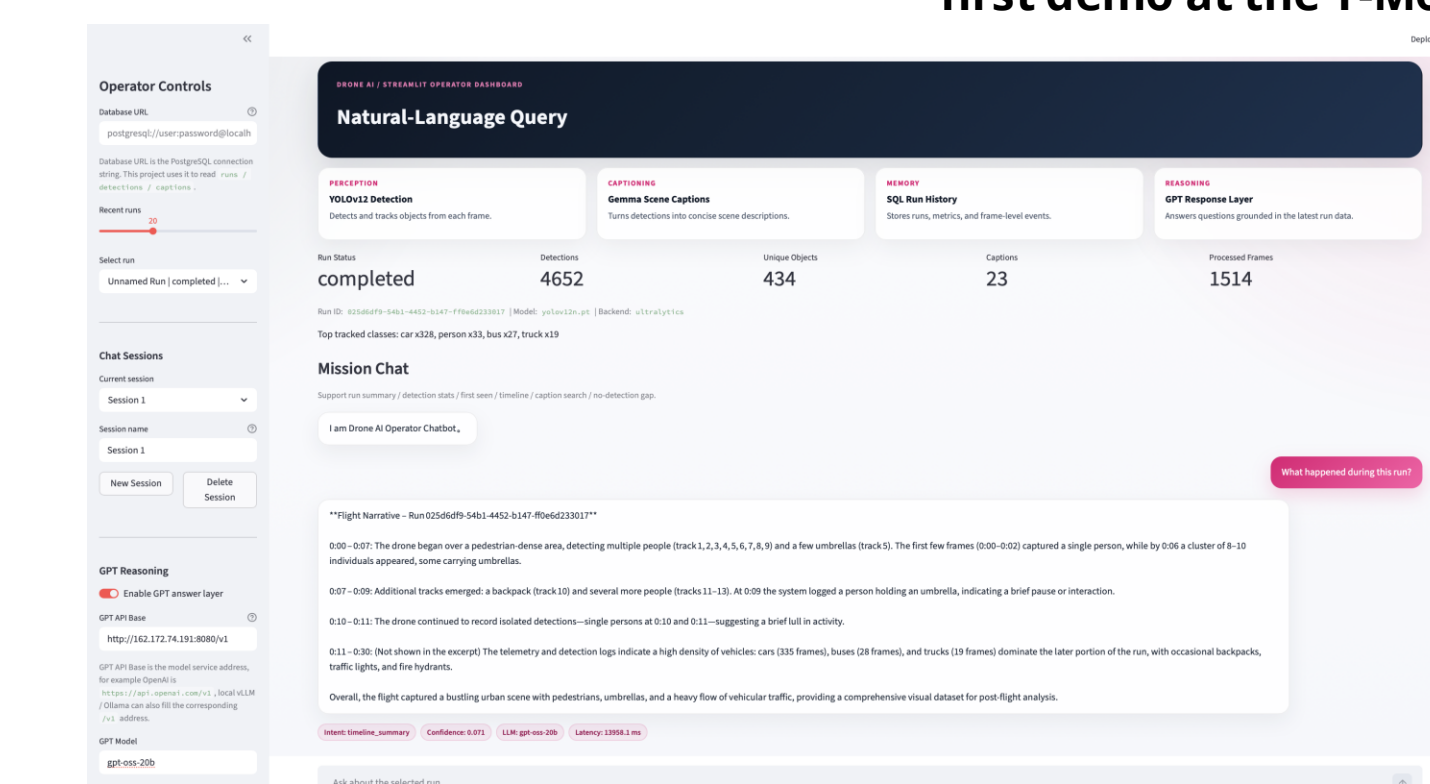 first demo at the
Deplo
Operator Controls
Database URL
postgresql://user:password@localh
Database URL is the PostgreSQL connection
string. This project uses it to read runs /
detections / captions .
Recent runs
20
Select run
Unnamed Run | completed |...
Chat Sessions
Current session
Session 1
Session name
Session 1
New Session
Delete
Session
GPT Reasoning
Enable GPT answer layer
GPT API Base
http://162.172.74.191:8080/v1
GPT API Base is the model service address,
for example OpenAI is
https://api.openai.com/v1 , local vLLM
/ Ollama can also fill the corresponding
/v1 address.
GPT Model
gpt-oss-20b
DRONE AI / STREAMLIT OPERATOR DASHBOARD
Natural-Language Query
PERCEPTION
YOLOv12 Detection
Detects and tracks objects from each frame.
CAPTIONING
Gemma Scene Captions
Turns detections into concise scene descriptions.
MEMORY
SQL Run History
Stores runs, metrics, and frame-level events.
REASONING
GPT Response Layer
Answers questions grounded in the latest run data.
Run Status
completed
Detections
4652
Unique Objects
434
Captions
23
Processed Frames
1514
Run ID: 025d6df9-54b1-4452-b147-ff0e6d233017 | Model: yolov12n.pt | Backend: ultralytics
Top tracked classes: car x328, person x33, bus x27, truck x19
Mission Chat
Support run summary / detection stats / first seen / timeline / caption search / no-detection gap.
I am Drone AI Operator Chatbot。
What happened during this run?
**Flight Narrative – Run 025d6df9-54b1-4452-b147-ff0e6d233017**
0:00–0:07: The drone began over a pedestrian-dense area, detecting multiple people (track 1, 2, 3, 4, 5, 6, 7, 8, 9) and a few umbrellas (track 5). The first few frames (0:00–0:02) captured a single person, while by 0:06 a cluster of 8–10
individuals appeared, some carrying umbrellas.
0:07–0:09: Additional tracks emerged: a backpack (track 10) and several more people (tracks 11–13). At 0:09 the system logged a person holding an umbrella, indicating a brief pause or interaction.
0:10–0:11: The drone continued to record isolated detections—single persons at 0:10 and 0:11—suggesting a brief lull in activity.
0:11–0:30: (Not shown in the excerpt) The telemetry and detection logs indicate a high density of vehicles: cars (335 frames), buses (28 frames), and trucks (19 frames) dominate the later portion of the run, with occasional backpacks,
traffic lights, and fire hydrants.
Overall, the flight captured a bustling urban scene with pedestrians, umbrellas, and a heavy flow of vehicular traffic, providing a comprehensive visual dataset for post-flight analysis.
Intent: timeline_summary
Confidence: 0.071
LLM: gpt-oss-20b
Latency: 13958.1 ms
Ask about the selected run